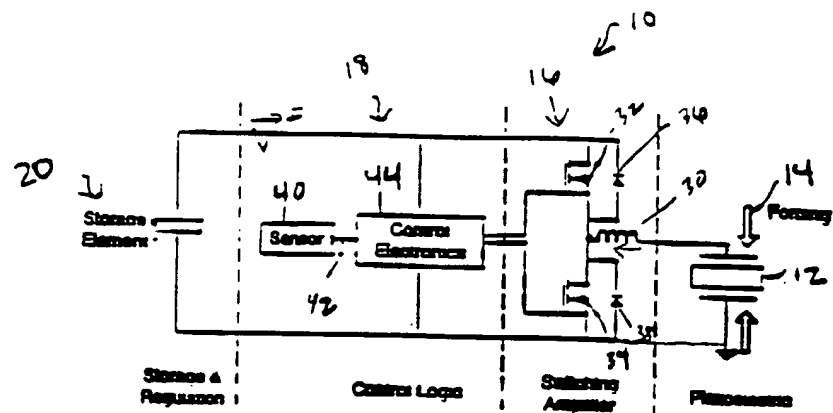 10
18
16
32
36
20
Storage
Element
40
Sensor
42
44
Control
Electronics
30
14
Forcing
12
38
34
Storage &
Regulation
Control Logic
Switching
Amplifier
Piezoelectric